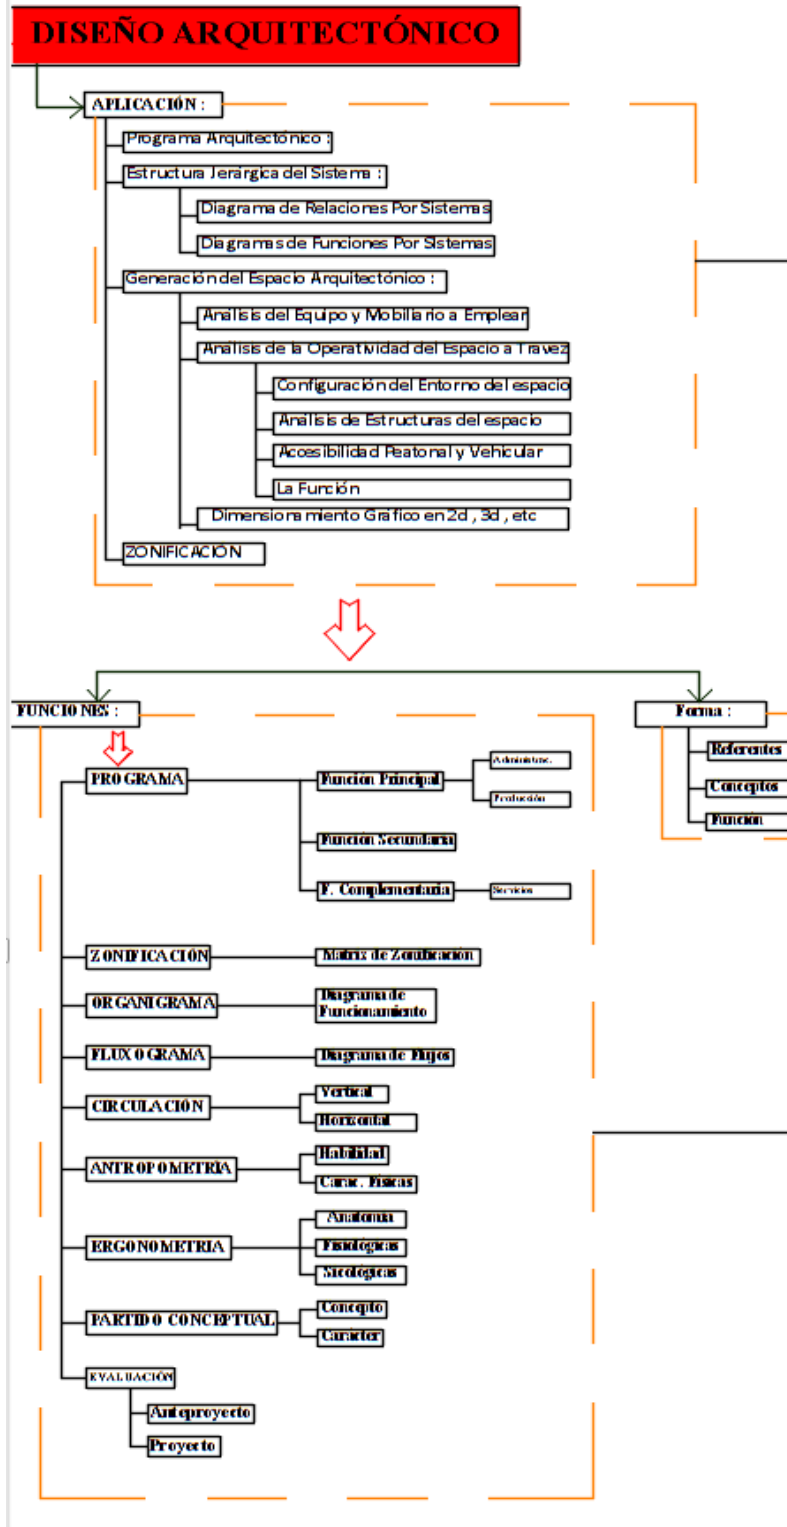 DISEÑO ARQUITECTÓNICO
APLICACIÓN :
Programa Arquitectónico :
Estructura Jerárgica del Sistema :
Diagrama de Relaciones Por Sistemas
Diagramas de Funciones Por Sistemas
Generación del Espacio Arquitectónico :
Análisis del Equipo y Mobiliario a Emplear
Análisis de la Operatividad del Espacio a Travez
Configuración del Entorno del espacio
Análisis de Estructuras del espacio
Accesibilidad Peatonal y Vehicular
La Función
Dimensionamiento Gráfico en 2d , 3d , etc
ZONIFICACIÓN
FUNCIONES :
PROGRAMA
Función Principal
Administrac.
Producción
Función Secundaria
F. Complementaria
Servicios
ZONIFICACIÓN
Matriz de Zonificación
ORGANIGRAMA
Diagrama de
Funcionamiento
FLUXOGRAMA
Diagrama de Flujos
CIRCULACIÓN
Vertical
Horizontal
ANTROPOMETRÍA
Habilidad
Carac. Físicas
ERGONOMETRIA
Anatomía
Fisiológicas
Sicológicas
PARTIDO CONCEPTUAL
Concepto
Carácter
EVALUACIÓN
Anteproyecto
Proyecto
Forma :
Referentes
Conceptos
Función